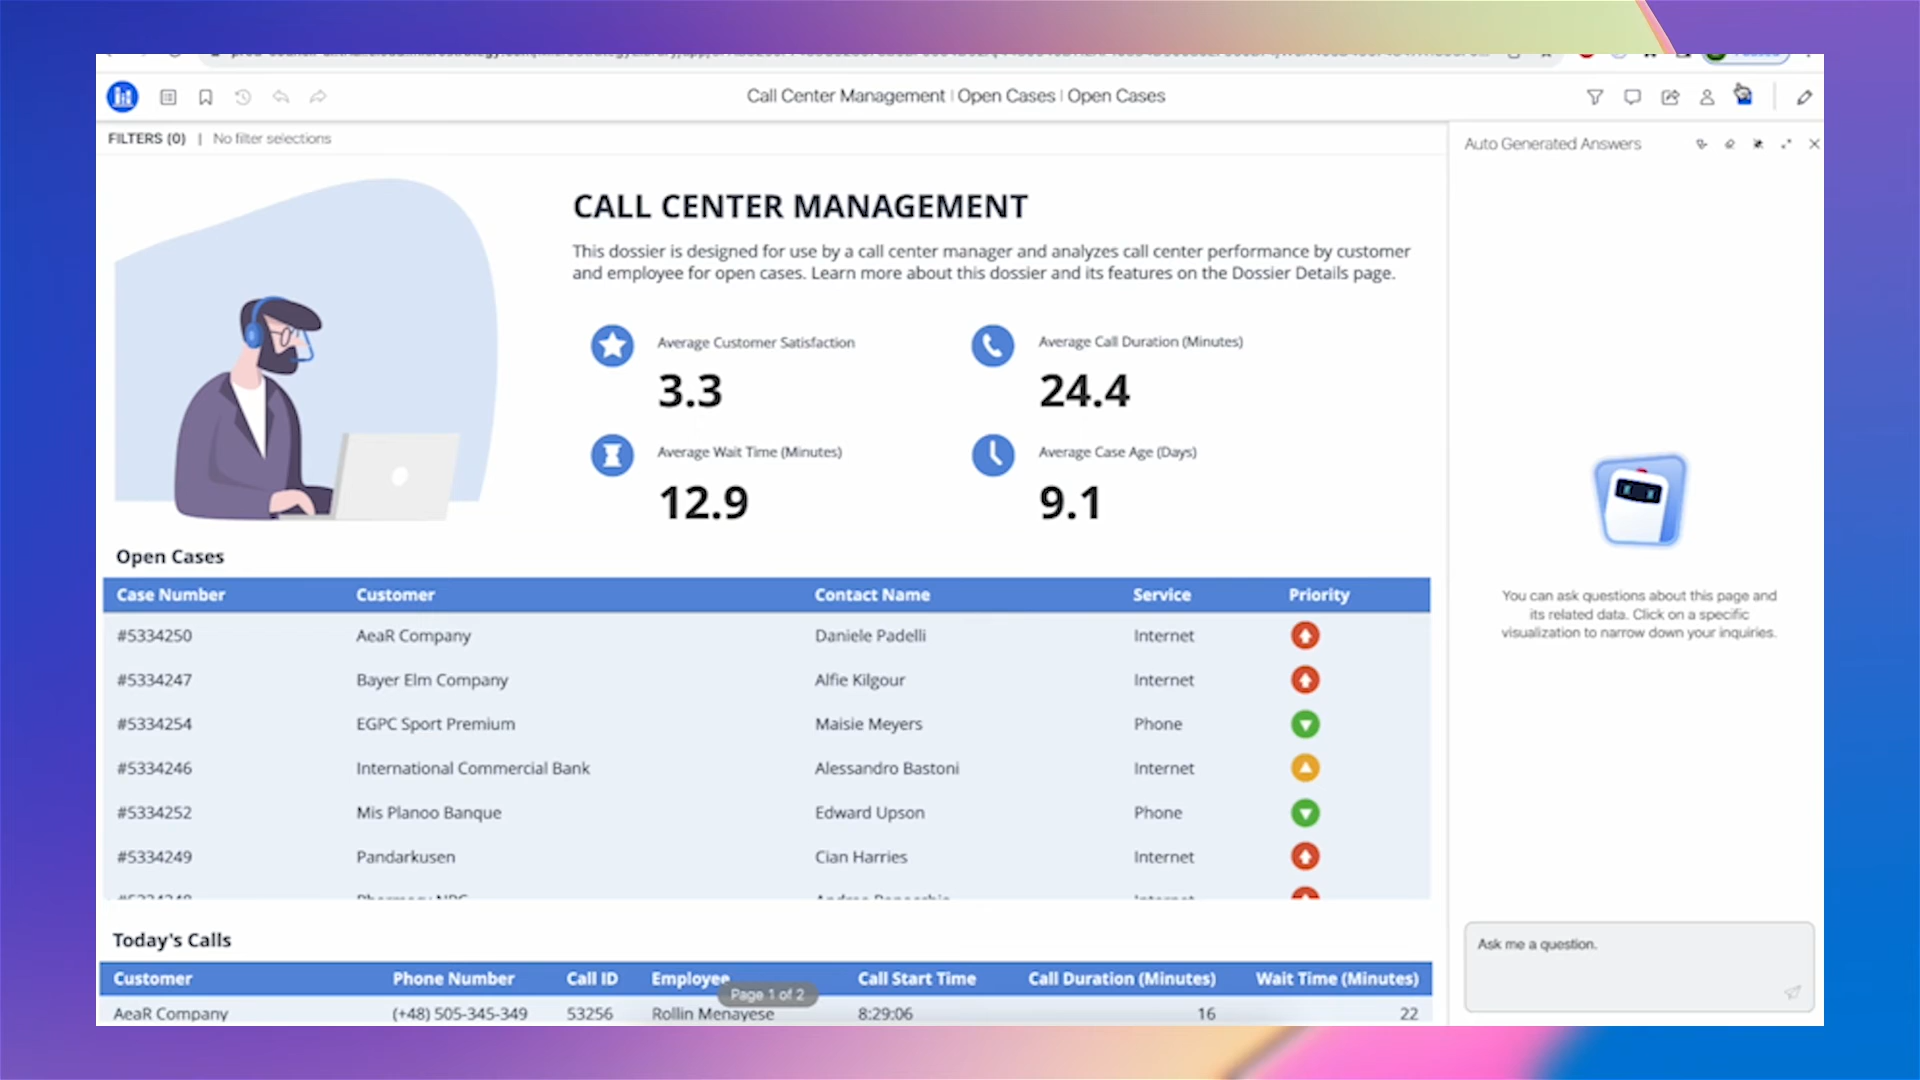 Call Center Management | Open Cases | Open Cases
FILTERS (0) | No filter selections
Auto Generated Answers
CALL CENTER MANAGEMENT
This dossier is designed for use by a call center manager and analyzes call center performance by customer
and employee for open cases. Learn more about this dossier and its features on the Dossier Details page.
Average Customer Satisfaction
3.3
Average Call Duration (Minutes)
24.4
Average Wait Time (Minutes)
12.9
Average Case Age (Days)
9.1
Open Cases
Case Number Customer Contact Name Service Priority
#5334250 AeaR Company Daniele Padelli Internet
#5334247 Bayer Elm Company Alfie Kilgour Internet
#5334254 EGPC Sport Premium Maisie Meyers Phone
#5334246 International Commercial Bank Alessandro Bastoni Internet
#5334252 Mis Planoo Banque Edward Upson Phone
#5334249 Pandarkusen Cian Harries Internet
Today's Calls
Customer Phone Number Call ID Employee Call Start Time Call Duration (Minutes) Wait Time (Minutes)
Page 1 of 2
AeaR Company (+48) 505-345-349 53256 Rollin Menayese 8:29:06 16 22
You can ask questions about this page and
its related data. Click on a specific
visualization to narrow down your inquiries.
Ask me a question.